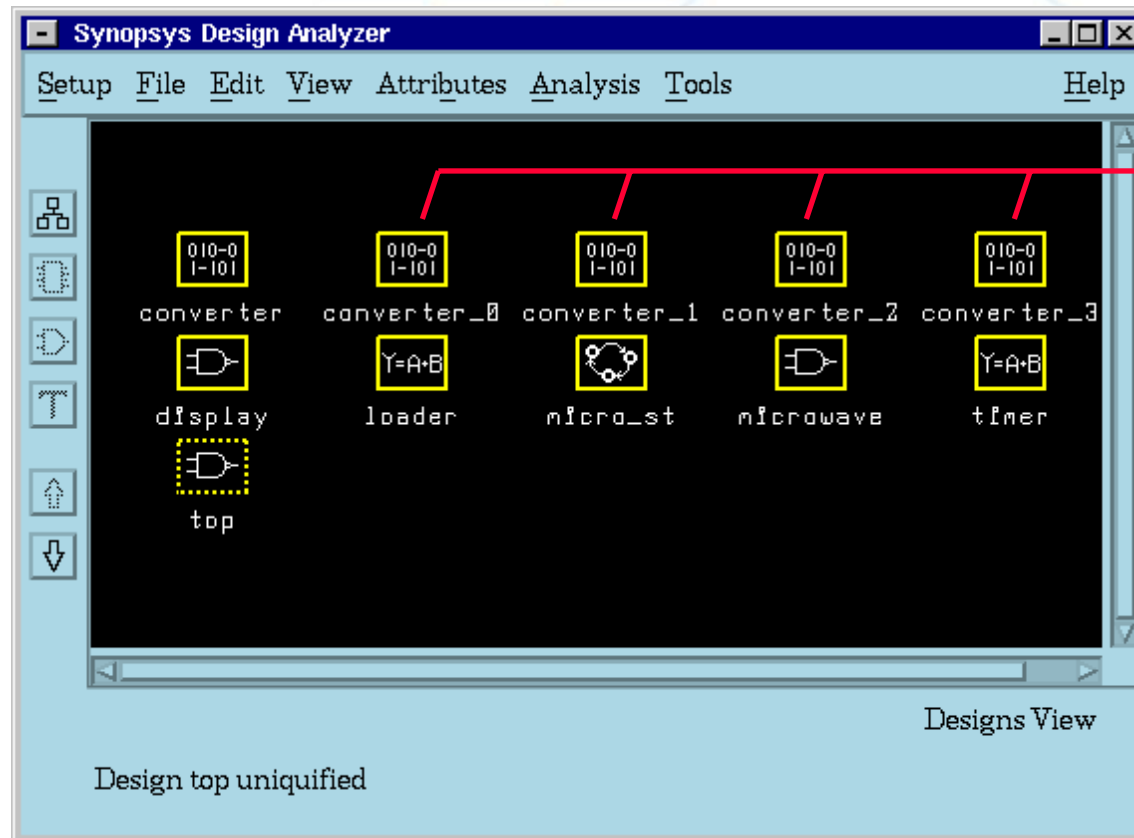 Synopsys Design Analyzer
Setup File Edit View Attributes Analysis Tools Help
010-0 010-0 010-0 010-0 010-0
1-101 1-101 1-101 1-101 1-101
converter converter_0 converter_1 converter_2 converter_3
Y=A+B Y=A+B
display loader micro_st microwave timer
top
Designs View
Design top uniquified